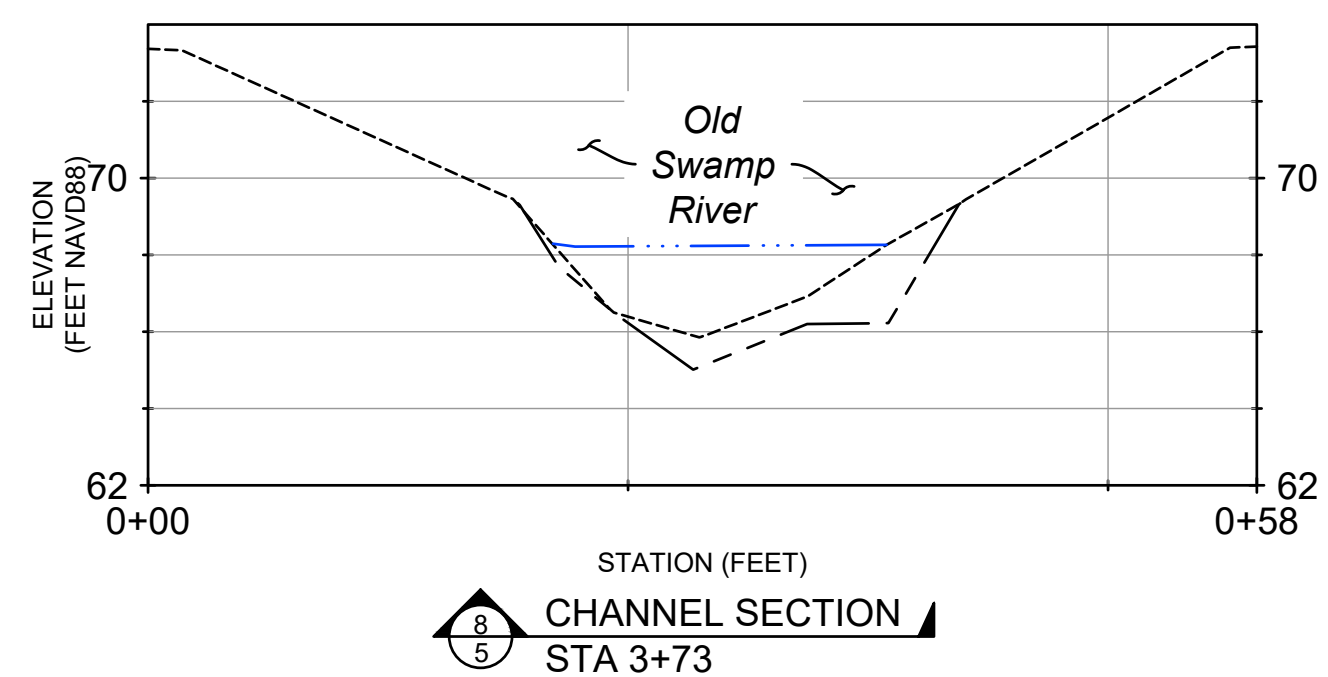 Old
Swamp
River
ELEVATION
(FEET NAVD88)
70
70
62
62
0+00
0+58
STATION (FEET)
8
5
CHANNEL SECTION
STA 3+73